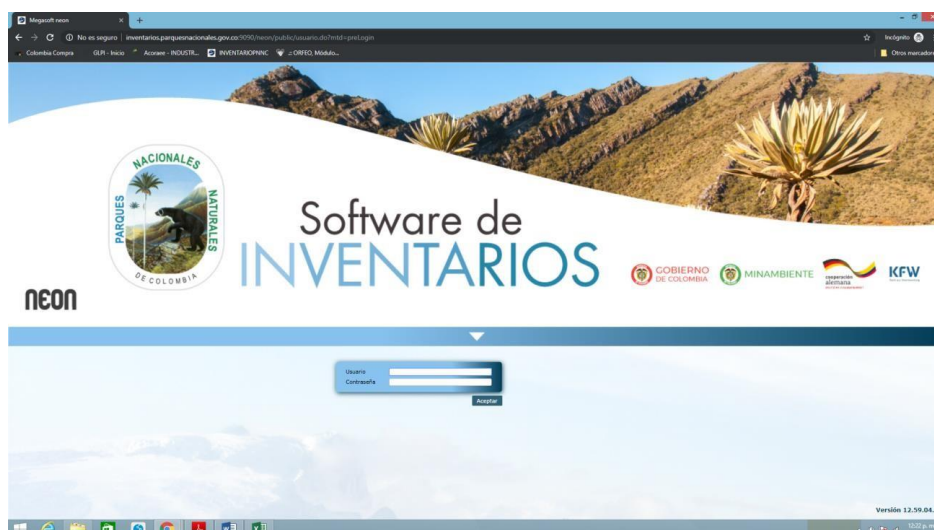 Megasoft neon
No es seguro | inventarios.parquesnacionales.gov.co:9090/neon/public/usuario.do?mtd=preLogin
Incógnito
Colombia Compra GLPI - Inicio Acoraee - INDUSTR... INVENTARIOPNNC .::ORFEO, Módulo...
Otros marcadores
PARQUES NACIONALES NATURALES
DE COLOMBIA
Software de
INVENTARIOS
GOBIERNO
DE COLOMBIA
MINAMBIENTE
cooperación
alemana
KFW
neon
Usuario
Contraseña
Aceptar
Versión 12.59.04.
12:22 p. m.